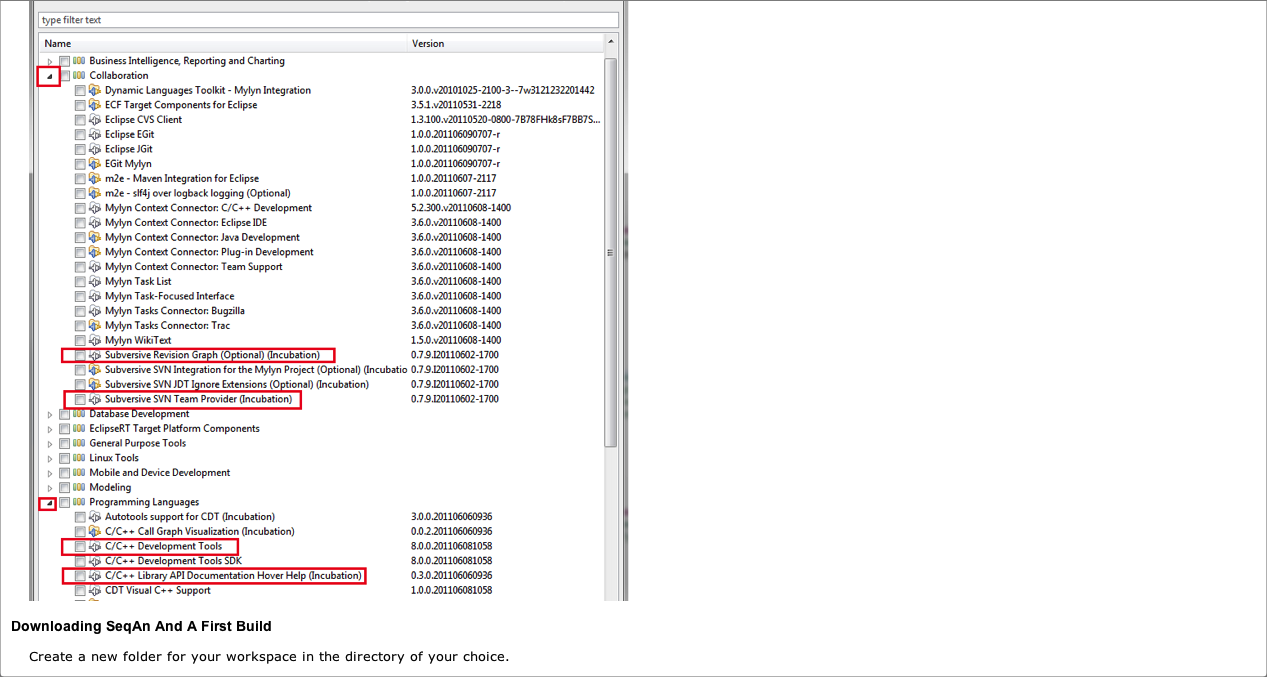 type filter text
Name Version
Business Intelligence, Reporting and Charting
Collaboration
Dynamic Languages Toolkit - Mylyn Integration 3.0.0.v20101025-2100-3--7w3121232201442
ECF Target Components for Eclipse 3.5.1.v20110531-2218
Eclipse CVS Client 1.3.100.v20110520-0800-7B78FHk8sF7BB7S...
Eclipse EGit 1.0.0.201106090707-r
Eclipse JGit 1.0.0.201106090707-r
EGit Mylyn 1.0.0.201106090707-r
m2e - Maven Integration for Eclipse 1.0.0.20110607-2117
m2e - slf4j over logback logging (Optional) 1.0.0.20110607-2117
Mylyn Context Connector: C/C++ Development 5.2.300.v20110608-1400
Mylyn Context Connector: Eclipse IDE 3.6.0.v20110608-1400
Mylyn Context Connector: Java Development 3.6.0.v20110608-1400
Mylyn Context Connector: Plug-in Development 3.6.0.v20110608-1400
Mylyn Context Connector: Team Support 3.6.0.v20110608-1400
Mylyn Task List 3.6.0.v20110608-1400
Mylyn Task-Focused Interface 3.6.0.v20110608-1400
Mylyn Tasks Connector: Bugzilla 3.6.0.v20110608-1400
Mylyn Tasks Connector: Trac 3.6.0.v20110608-1400
Mylyn WikiText 1.5.0.v20110608-1400
Subversive Revision Graph (Optional) (Incubation) 0.7.9.I20110602-1700
Subversive SVN Integration for the Mylyn Project (Optional) (Incubatio 0.7.9.I20110602-1700
Subversive SVN JDT Ignore Extensions (Optional) (Incubation) 0.7.9.I20110602-1700
Subversive SVN Team Provider (Incubation) 0.7.9.I20110602-1700
Database Development
EclipseRT Target Platform Components
General Purpose Tools
Linux Tools
Mobile and Device Development
Modeling
Programming Languages
Autotools support for CDT (Incubation) 3.0.0.201106060936
C/C++ Call Graph Visualization (Incubation) 0.0.2.201106060936
C/C++ Development Tools 8.0.0.201106081058
C/C++ Development Tools SDK 8.0.0.201106081058
C/C++ Library API Documentation Hover Help (Incubation) 0.3.0.201106060936
CDT Visual C++ Support 1.0.0.201106081058
Downloading SeqAn And A First Build
Create a new folder for your workspace in the directory of your choice.